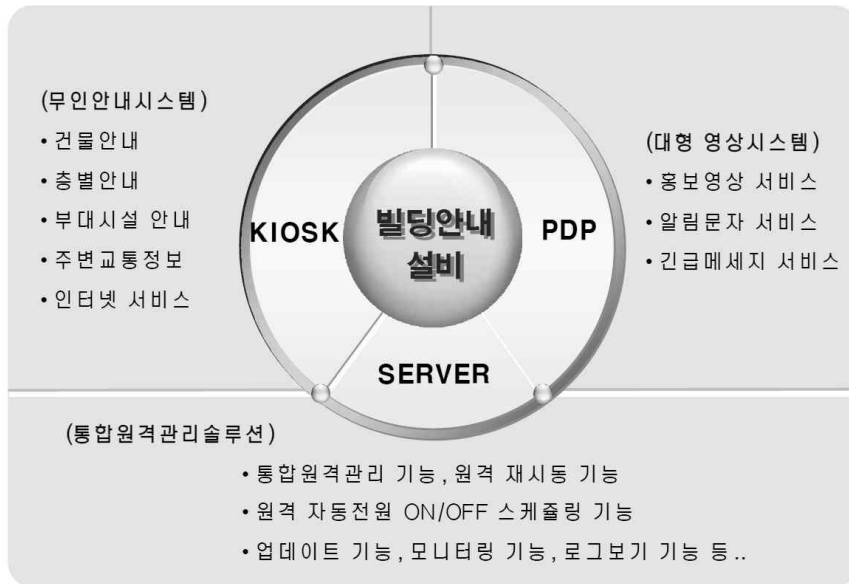 (무인안내시스템)
• 건물안내
• 층별안내
• 부대시설 안내
• 주변교통정보
• 인터넷 서비스
KIOSK
빌딩안내
설비
PDP
SERVER
(대형 영상시스템)
• 홍보영상 서비스
• 알림문자 서비스
• 긴급메세지 서비스
(통합원격관리솔루션)
• 통합원격관리 기능, 원격 재시동 기능
• 원격 자동전원 ON/OFF 스케쥴링 기능
• 업데이트 기능, 모니터링 기능, 로그보기 기능 등..